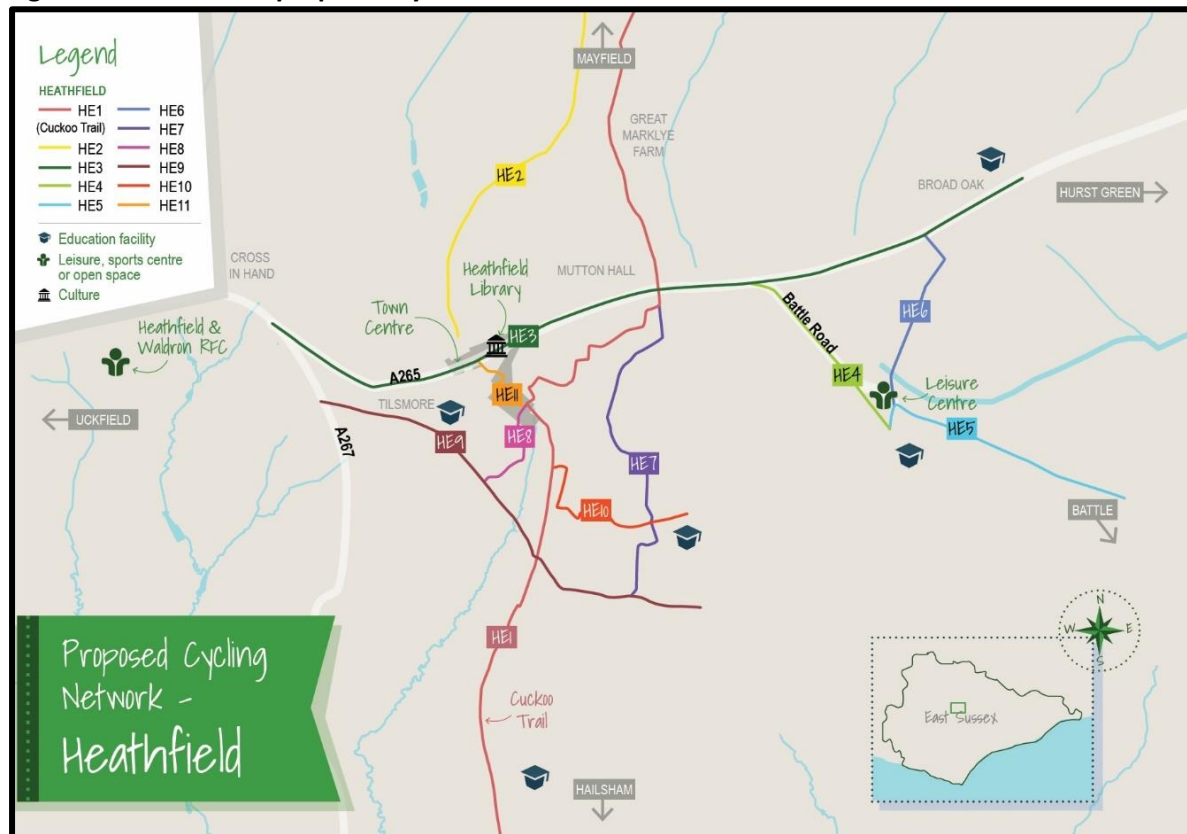 Legend
HEATHFIELD
HE1
(Cuckoo Trail)
HE2
HE3
HE4
HE5
HE6
HE7
HE8
HE9
HE10
HE11
Education facility
Leisure, sports centre
or open space
Culture
MAYFIELD
GREAT
MARKLYE
FARM
HE2
BROAD OAK
HURST GREEN
CROSS
IN HAND
Heathfield
Library
MUTTON HALL
Town
Centre
HE3
Battle Road
HE6
Heathfield &
Waldron RFC
A265
TILSMORE
HE11
HE4
Leisure
Centre
UCKFIELD
A267
HE9
HE8
HE5
HE7
HE10
BATTLE
HE1
Cuckoo
Trail
HAILSHAM
Proposed Cycling
Network -
Heathfield
N
W
E
S
East Sussex